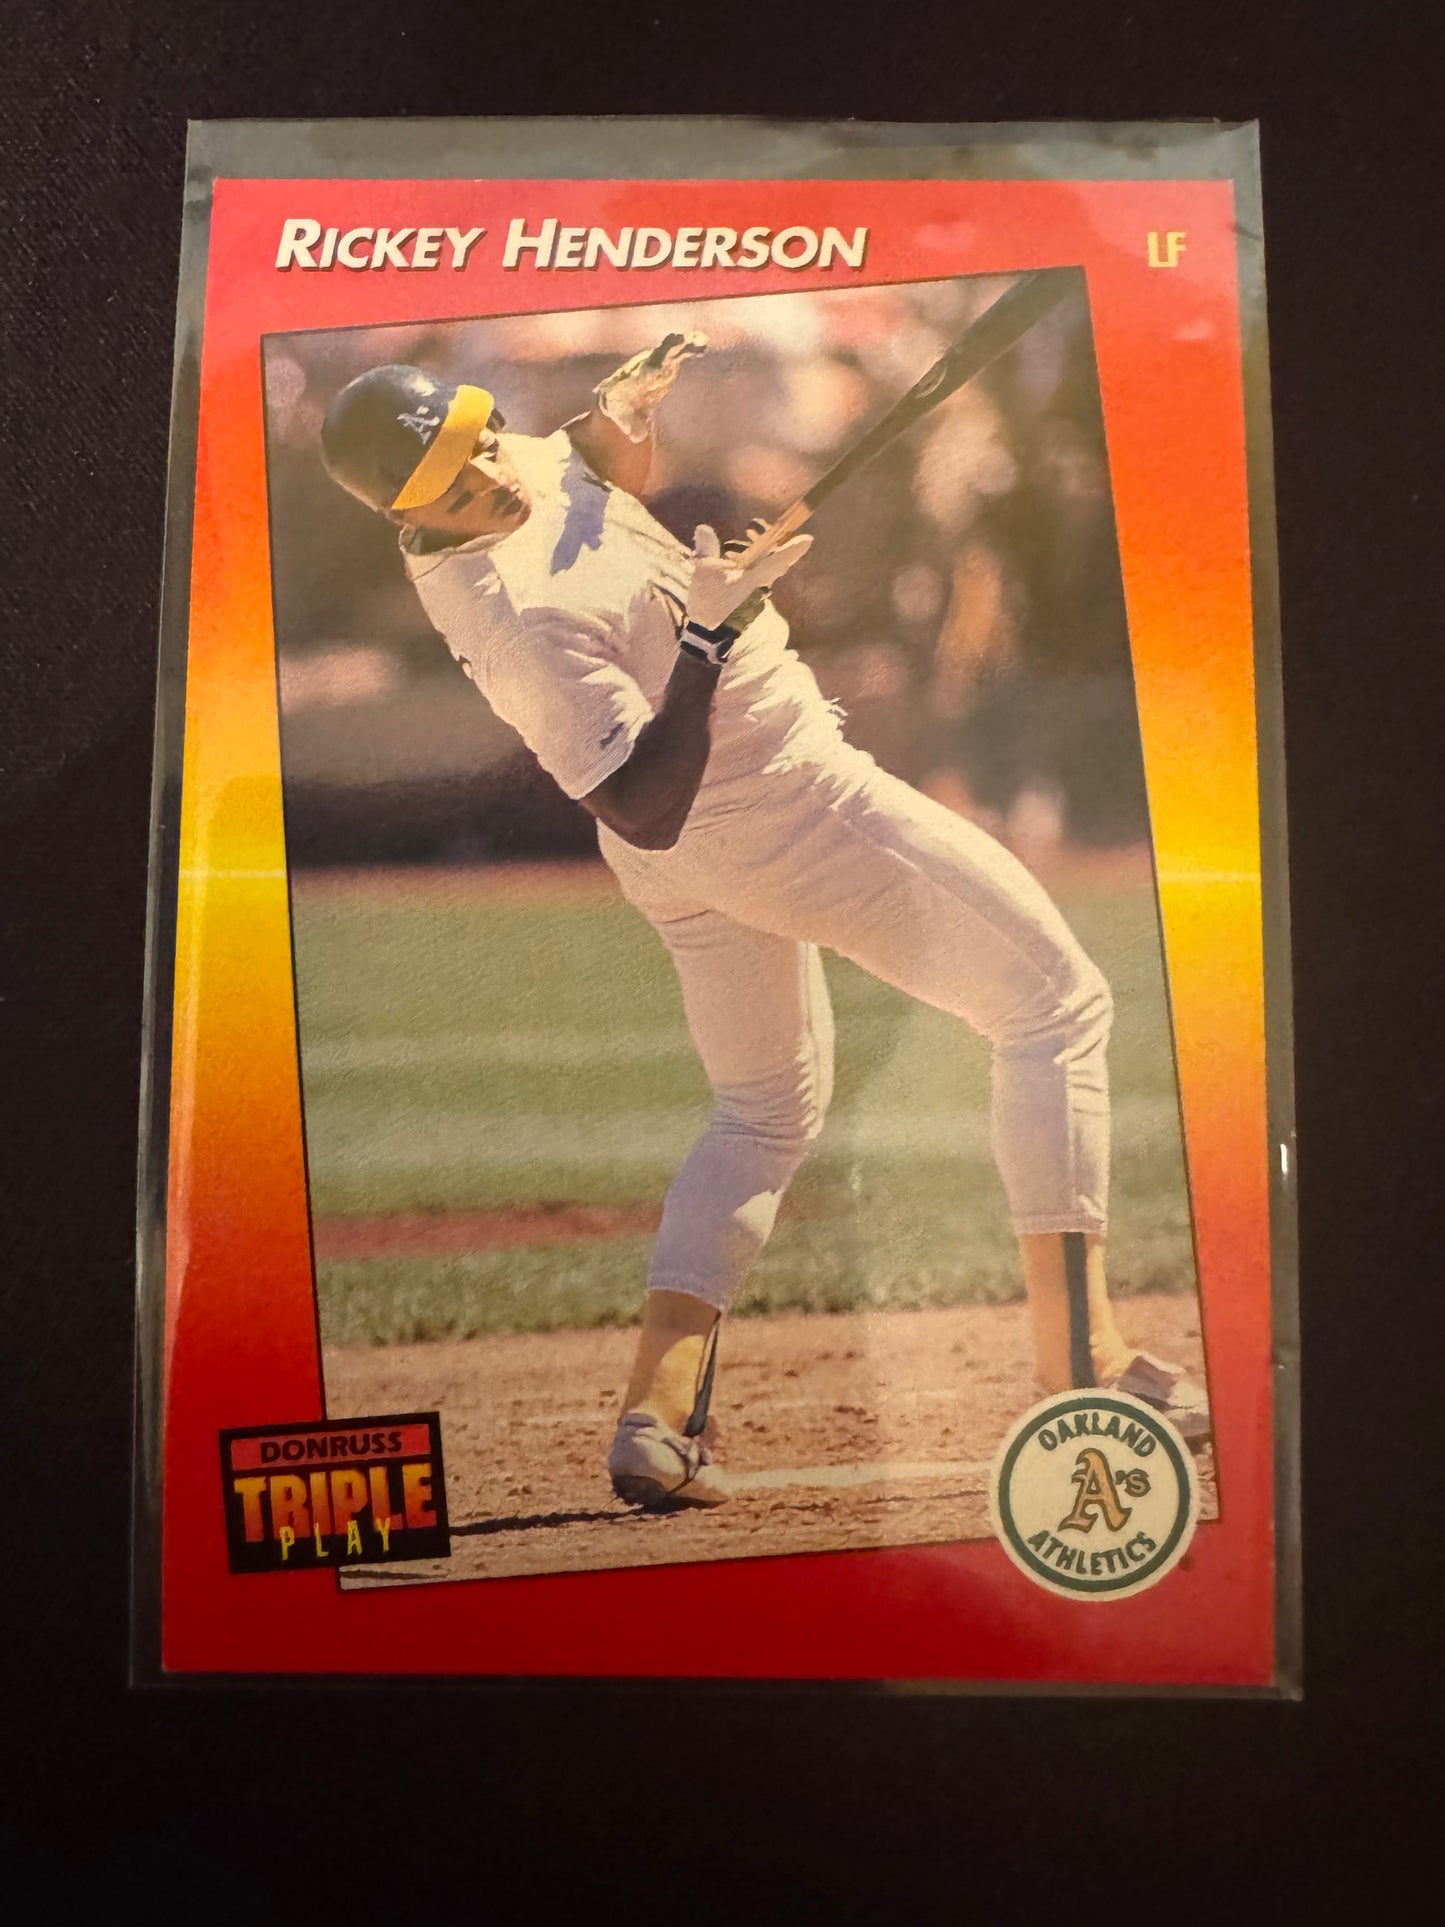 RICKEY HENDERSON
LF
A's
DONRUSS
TRIPLE
PLAY
OAKLAND
A's
ATHLETICS